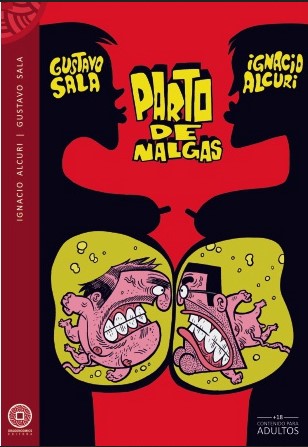 IGNACIO ALCURI | GUSTAVO SALA
GUSTAVO
SALA
IGNACIO
ALCURI
PARTO
DE
NALGAS
+18
CONTENIDO PARA
ADULTOS